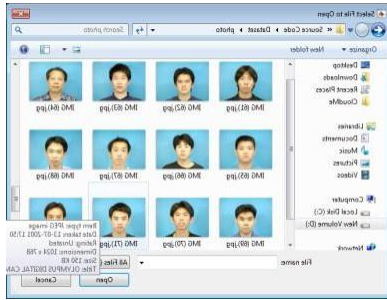 Select File to Open
« Source Code ▸ Dataset ▸ photo
Search photo
Organize ▾ New folder
Desktop
Downloads
Recent Places
CloudMe
Libraries
Documents
Music
Pictures
Videos
Computer
Local Disk (C:)
New Volume (D:)
Network
IMG (61).jpg
IMG (62).jpg
IMG (63).jpg
IMG (64).jpg
IMG (65).jpg
IMG (66).jpg
IMG (67).jpg
IMG (68).jpg
IMG (69).jpg
IMG (70).jpg
IMG (71).jpg
Item type: JPEG image
Date taken: 11-07-2001 17:50
Rating: Unrated
Dimensions: 1024 x 768
Size: 150 KB
Title: OLYMPUS DIGITAL CAM
File name:
All Files
Open
Cancel